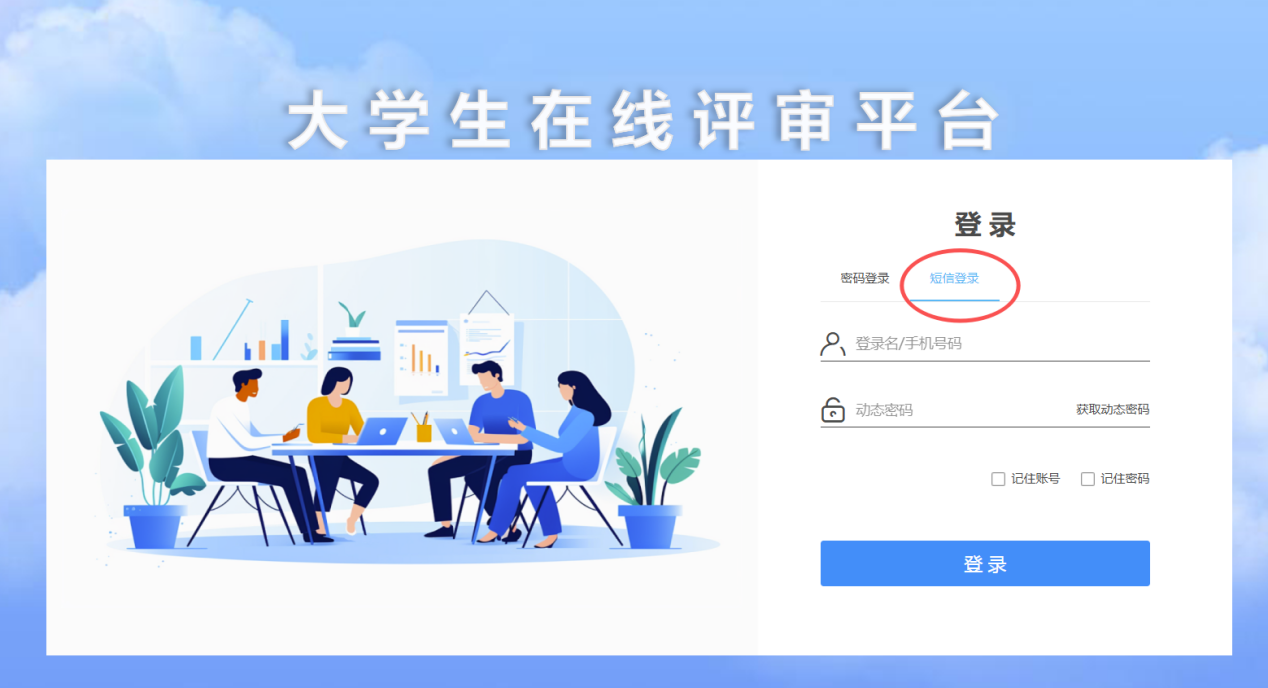 大学生在线评审平台
登录
密码登录 短信登录
登录名/手机号码
动态密码 获取动态密码
记住账号 记住密码
登录